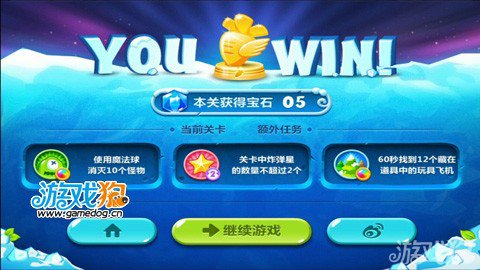 YOU WIN!
本关获得宝石 05
当前关卡 额外任务
使用魔法球
消灭10个怪物
关卡中炸弹星
的数量不超过2个
60秒找到12个藏在
道具中的玩具飞机
游戏狗
www.gamedog.cn
继续游戏